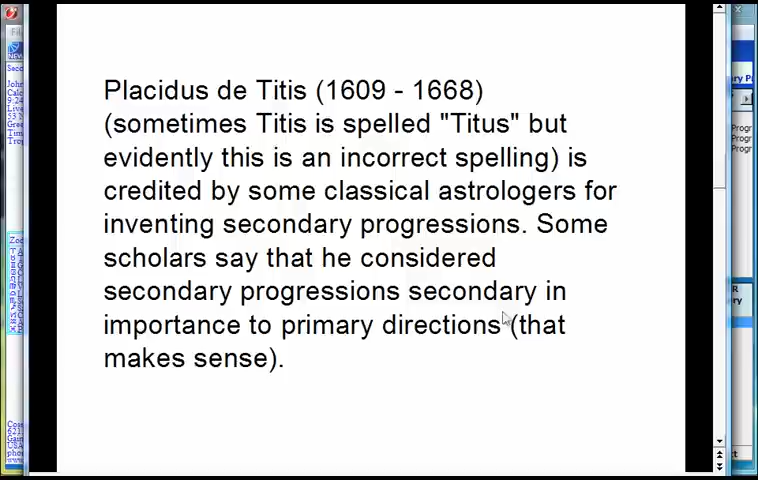 Placidus de Titis (1609 - 1668)
(sometimes Titis is spelled "Titus" but
evidently this is an incorrect spelling) is
credited by some classical astrologers for
inventing secondary progressions. Some
scholars say that he considered
secondary progressions secondary in
importance to primary directions (that
makes sense).